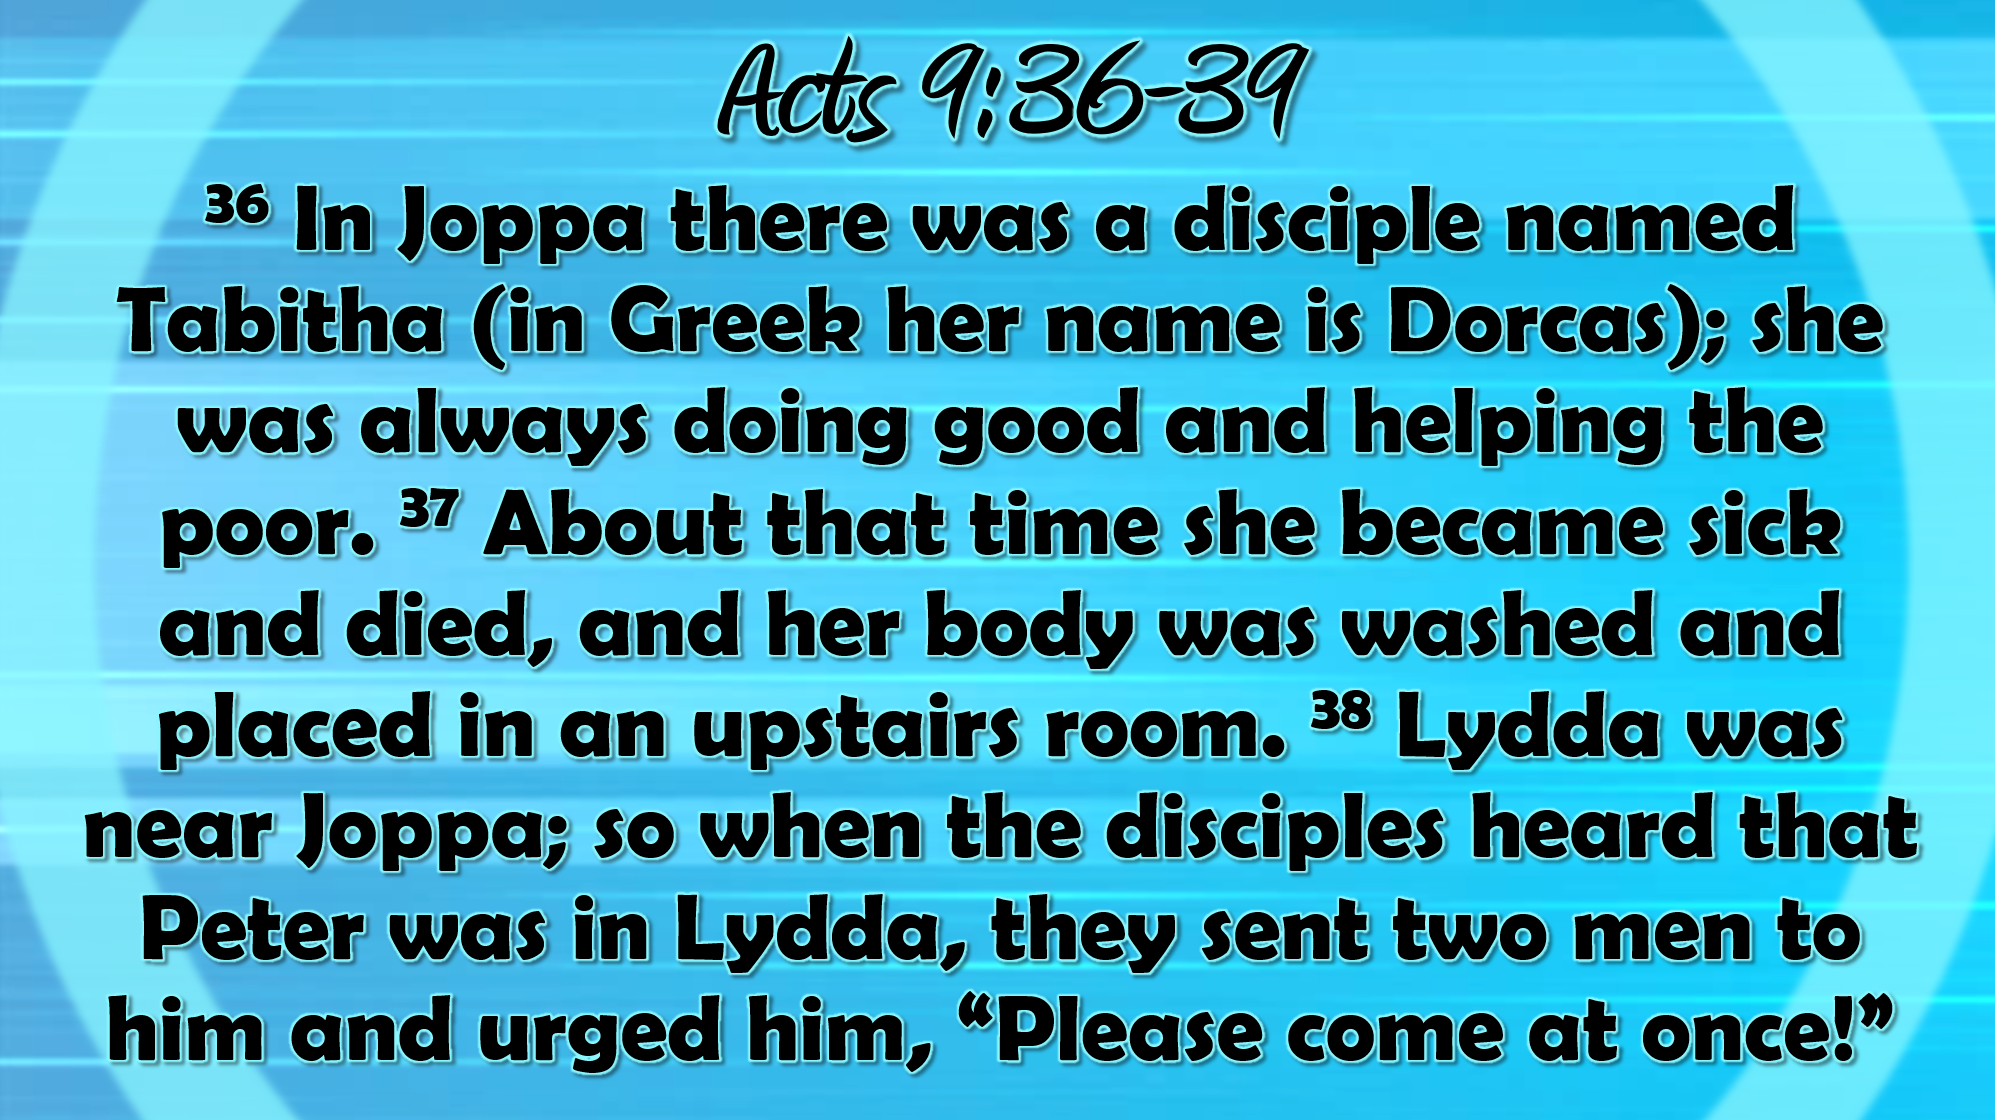 Acts 9:36-39
³⁶ In Joppa there was a disciple named
Tabitha (in Greek her name is Dorcas); she
was always doing good and helping the
poor. ³⁷ About that time she became sick
and died, and her body was washed and
placed in an upstairs room. ³⁸ Lydda was
near Joppa; so when the disciples heard that
Peter was in Lydda, they sent two men to
him and urged him, “Please come at once!”